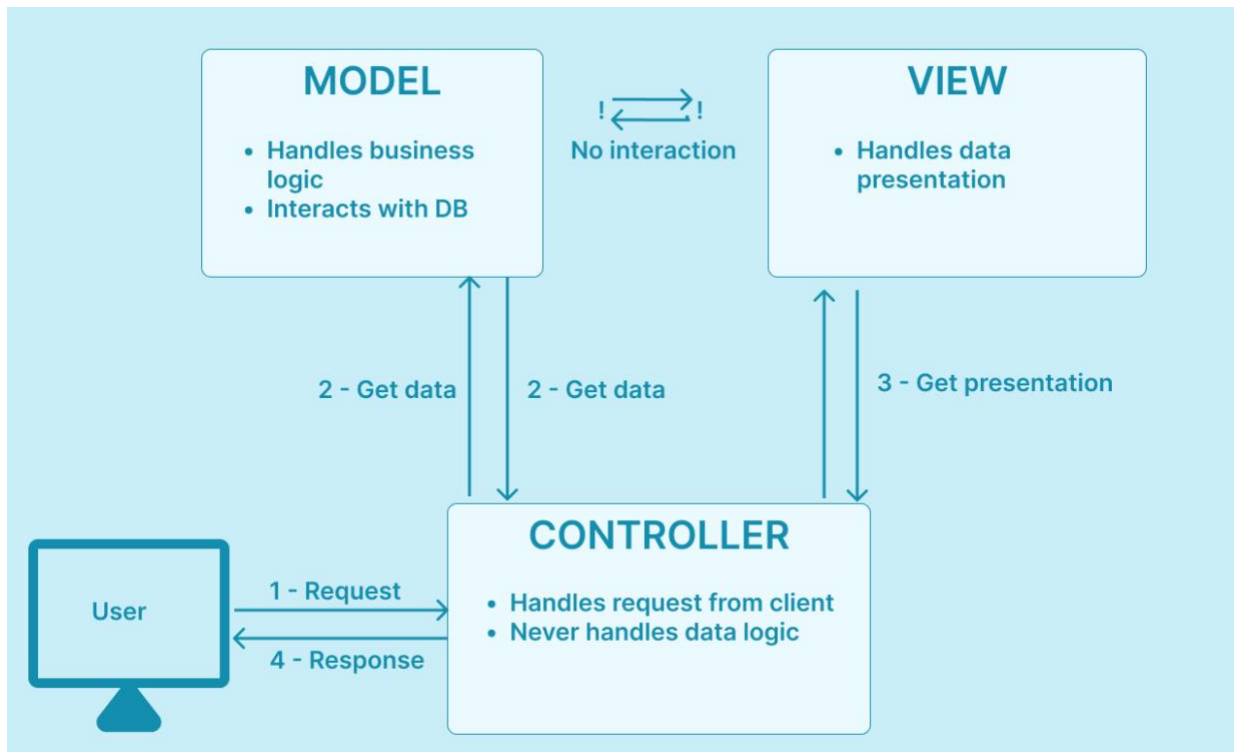 MODEL
• Handles business
logic
• Interacts with DB
! !
No interaction
VIEW
• Handles data
presentation
2 - Get data
2 - Get data
3 - Get presentation
CONTROLLER
• Handles request from client
• Never handles data logic
User
1 - Request
4 - Response